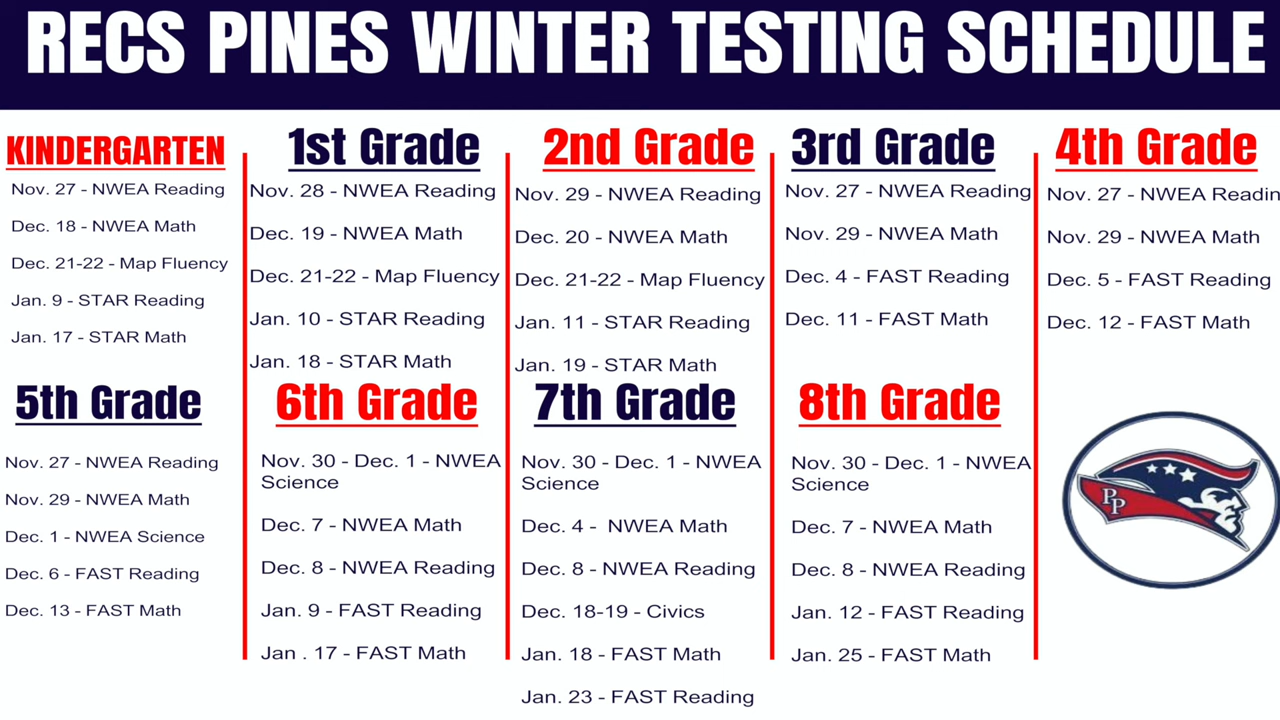 RECS PINES WINTER TESTING SCHEDULE
KINDERGARTEN
Nov. 27 - NWEA Reading
Dec. 18 - NWEA Math
Dec. 21-22 - Map Fluency
Jan. 9 - STAR Reading
Jan. 17 - STAR Math
1st Grade
Nov. 28 - NWEA Reading
Dec. 19 - NWEA Math
Dec. 21-22 - Map Fluency
Jan. 10 - STAR Reading
Jan. 18 - STAR Math
2nd Grade
Nov. 29 - NWEA Reading
Dec. 20 - NWEA Math
Dec. 21-22 - Map Fluency
Jan. 11 - STAR Reading
Jan. 19 - STAR Math
3rd Grade
Nov. 27 - NWEA Reading
Nov. 29 - NWEA Math
Dec. 4 - FAST Reading
Dec. 11 - FAST Math
4th Grade
Nov. 27 - NWEA Readin
Nov. 29 - NWEA Math
Dec. 5 - FAST Reading
Dec. 12 - FAST Math
5th Grade
Nov. 27 - NWEA Reading
Nov. 29 - NWEA Math
Dec. 1 - NWEA Science
Dec. 6 - FAST Reading
Dec. 13 - FAST Math
6th Grade
Nov. 30 - Dec. 1 - NWEA
Science
Dec. 7 - NWEA Math
Dec. 8 - NWEA Reading
Jan. 9 - FAST Reading
Jan . 17 - FAST Math
7th Grade
Nov. 30 - Dec. 1 - NWEA
Science
Dec. 4 -  NWEA Math
Dec. 8 - NWEA Reading
Dec. 18-19 - Civics
Jan. 18 - FAST Math
Jan. 23 - FAST Reading
8th Grade
Nov. 30 - Dec. 1 - NWEA
Science
Dec. 7 - NWEA Math
Dec. 8 - NWEA Reading
Jan. 12 - FAST Reading
Jan. 25 - FAST Math
PP